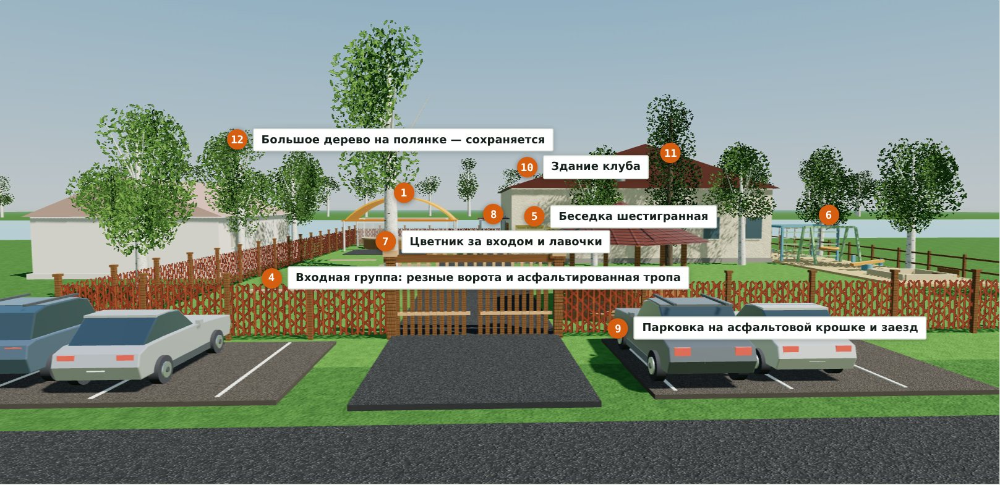 12 Большое дерево на полянке — сохраняется
11
10 Здание клуба
1
8
5 Беседка шестигранная
6
7 Цветник за входом и лавочки
4 Входная группа: резные ворота и асфальтированная тропа
9 Парковка на асфальтовой крошке и заезд